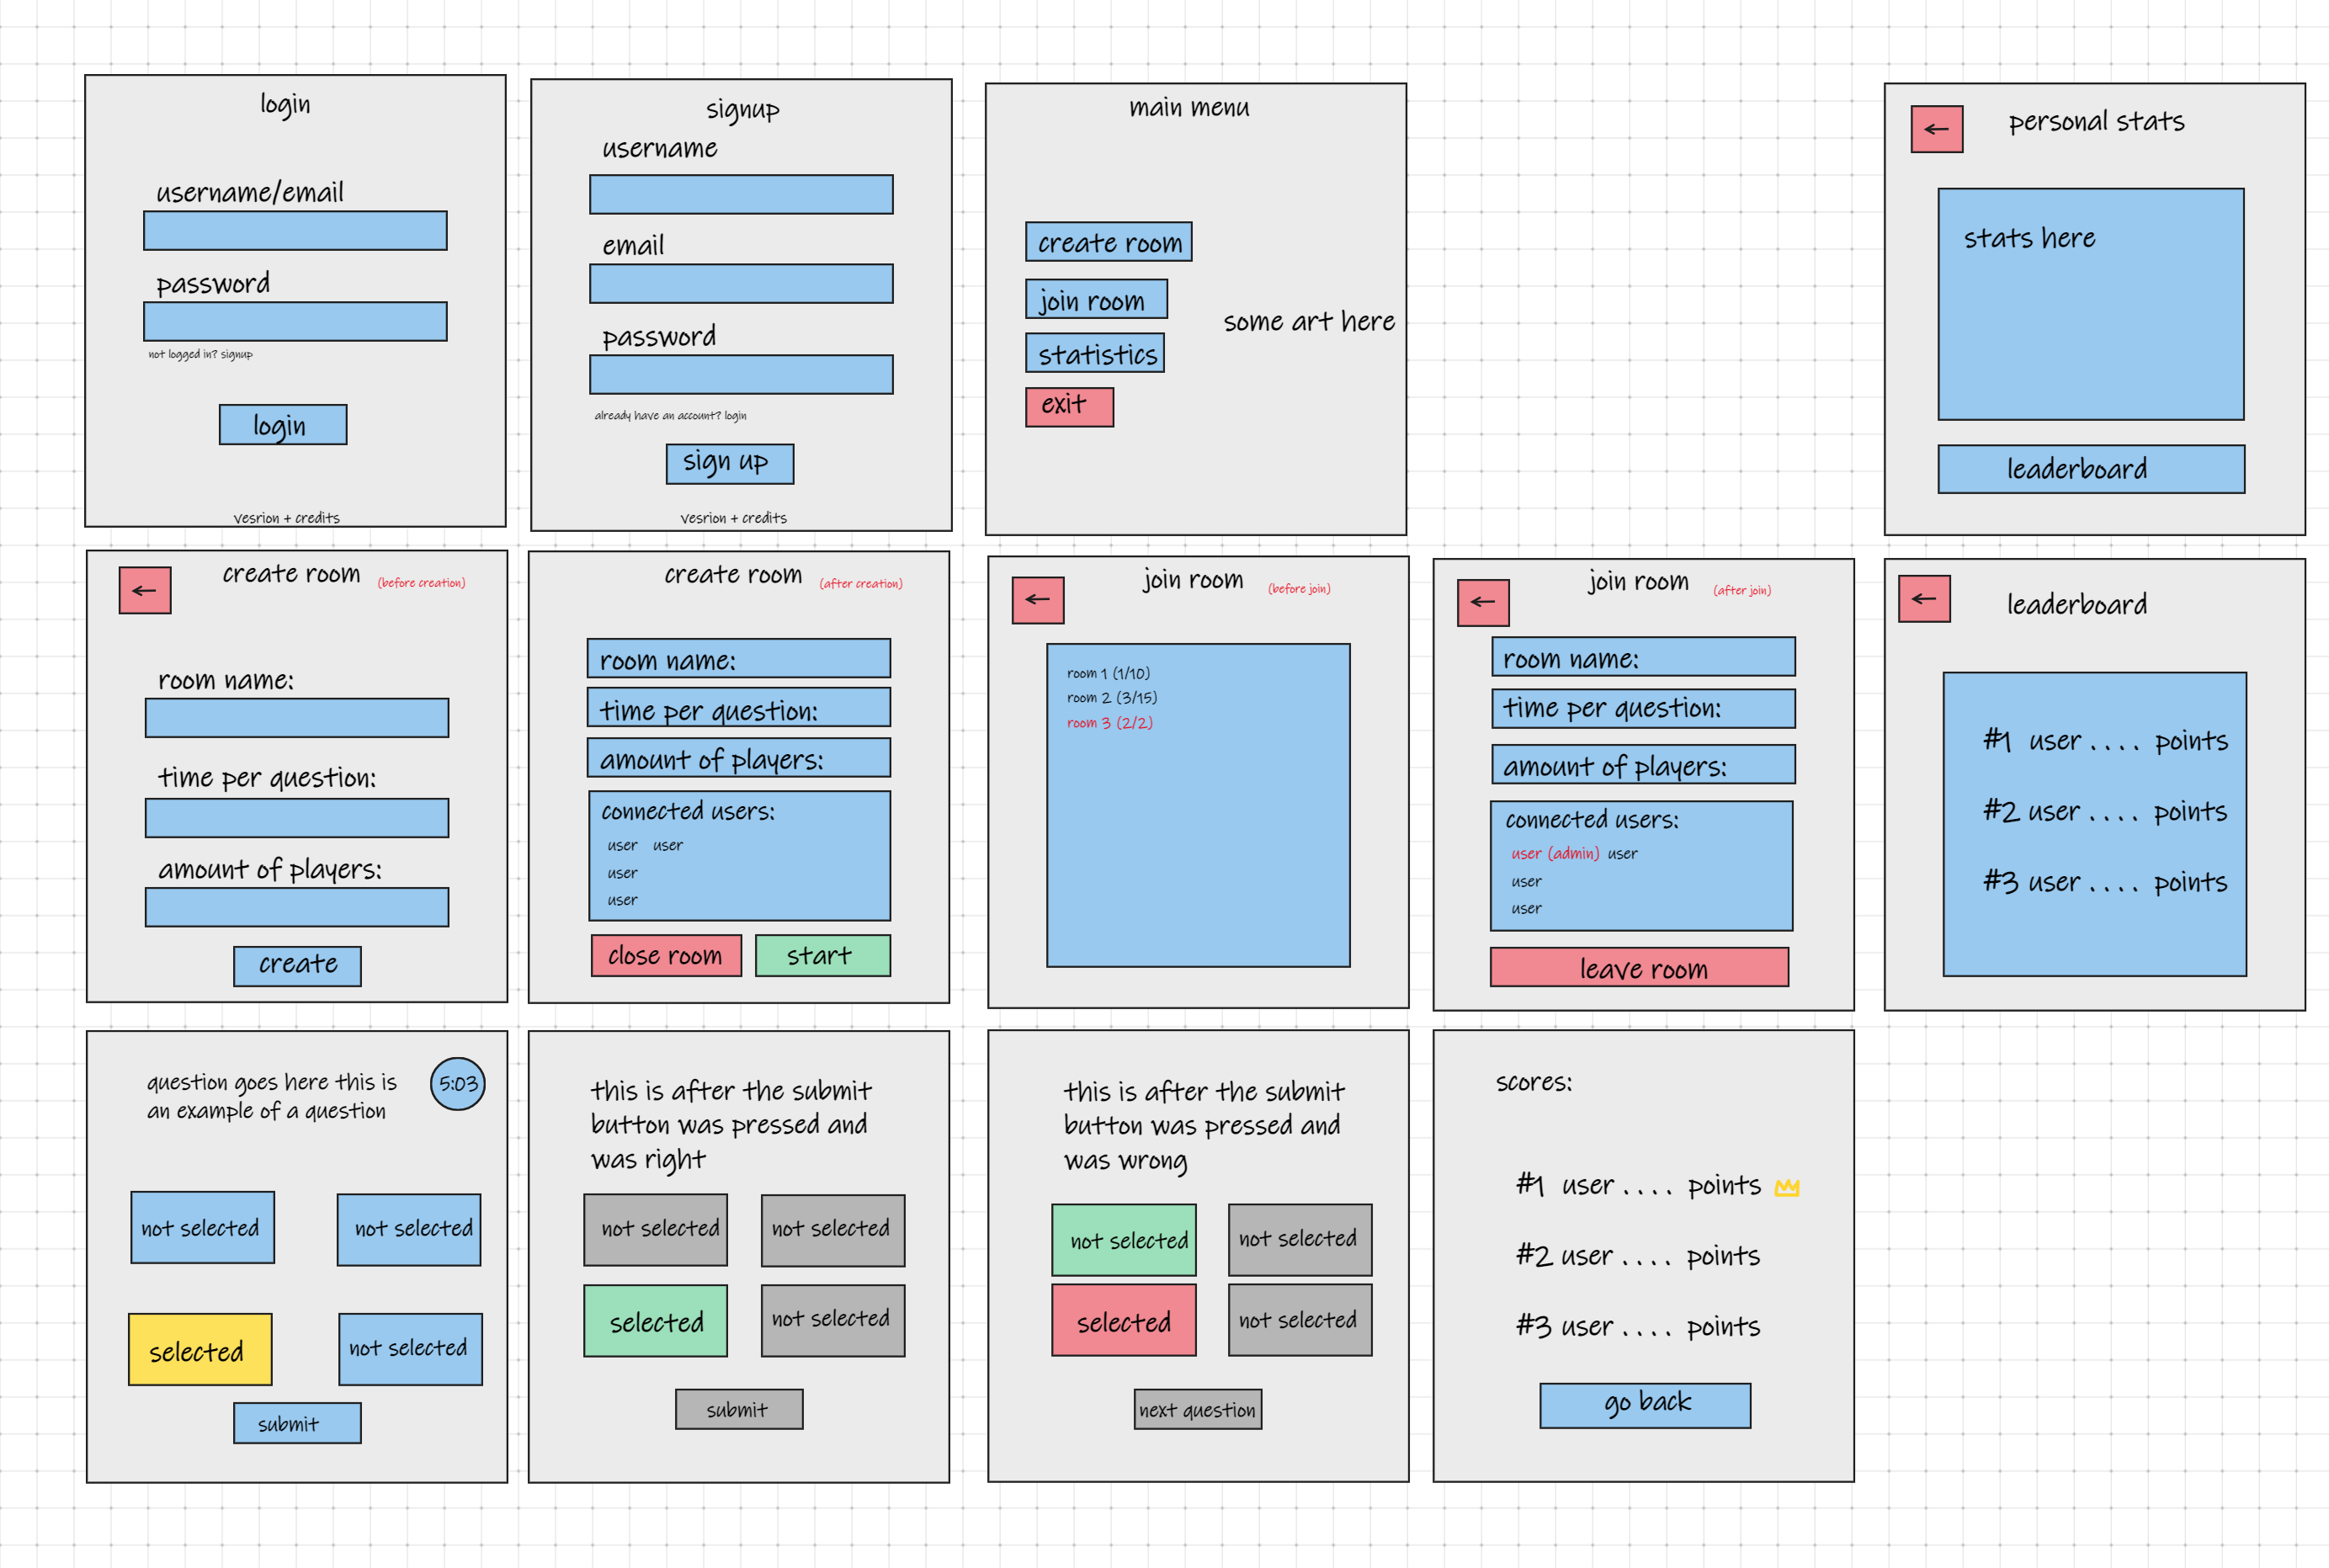 login
username/email
password
not logged in? signup
login
Vesrion + credits
signup
username
email
password
already have an account? login
sign up
Vesrion + credits
main menu
create room
join room
statistics
exit
some art here
personal stats
stats here
leaderboard
create room (before creation)
room name:
time per question:
amount of players:
create
create room (after creation)
room name:
time per question:
amount of players:
connected users:
user user
user
user
close room start
join room (before join)
room 1 (1/10)
room 2 (3/15)
room 3 (2/2)
join room (after join)
room name:
time per question:
amount of players:
connected users:
user (admin) user
user
user
leave room
leaderboard
#1 user . . . . points
#2 user . . . . points
#3 user . . . . points
question goes here this is
an example of a question
5:03
not selected not selected
selected not selected
submit
this is after the submit
button was pressed and
was right
not selected not selected
selected not selected
submit
this is after the submit
button was pressed and
was wrong
not selected not selected
selected not selected
next question
scores:
#1 user . . . . points
#2 user . . . . points
#3 user . . . . points
go back